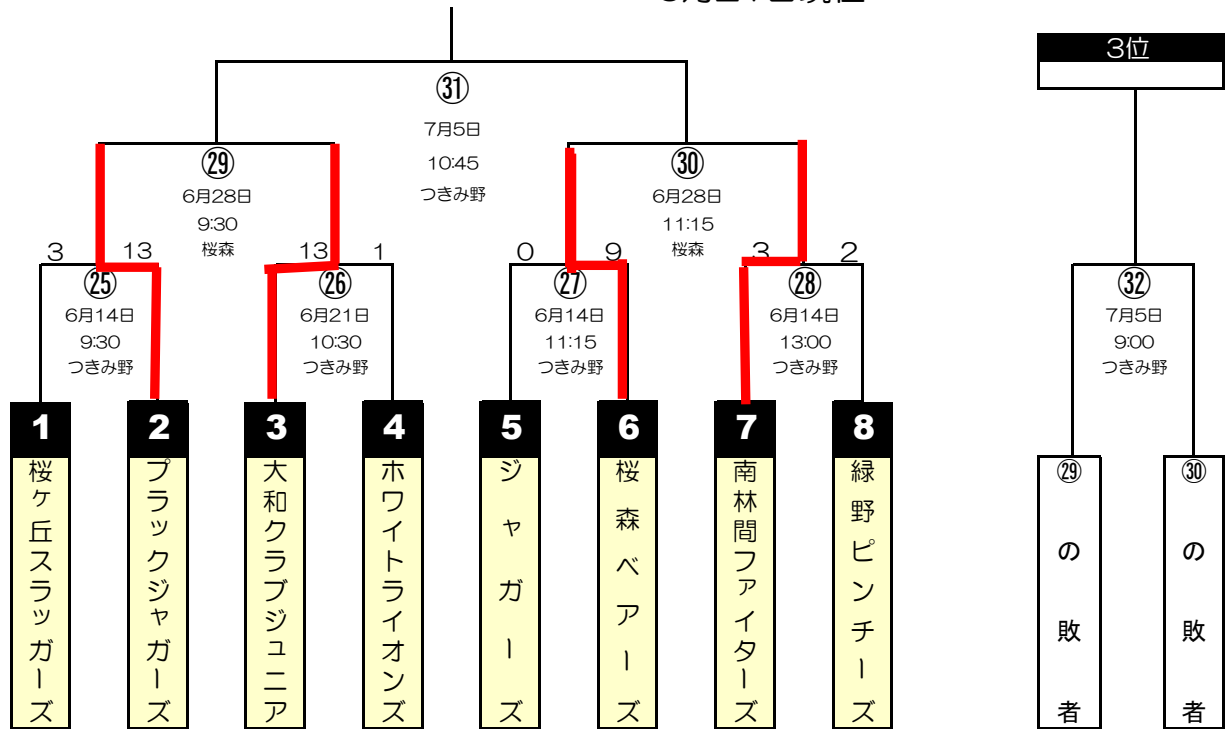 3位
㉛
7月5日
10:45
つきみ野
㉙
6月28日
9:30
桜森
㉚
6月28日
11:15
桜森
3 13
㉕
6月14日
9:30
つきみ野
13 1
㉖
6月21日
10:30
つきみ野
0 9
㉗
6月14日
11:15
つきみ野
3 2
㉘
6月14日
13:00
つきみ野
㉜
7月5日
9:00
つきみ野
1
桜ヶ丘スラッガーズ
2
ブラックジャガーズ
3
大和クラブジュニア
4
ホワイトライオンズ
5
ジャガーズ
6
桜森ベアーズ
7
南林間ファイターズ
8
緑野ピンチーズ
㉙の敗者
㉚の敗者